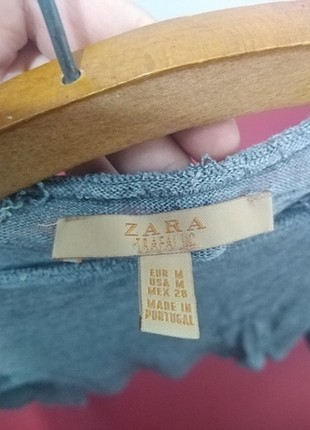 ZARA
TRAFALUC
EUR M
USA M
MEX 28
MADE IN
PORTUGAL